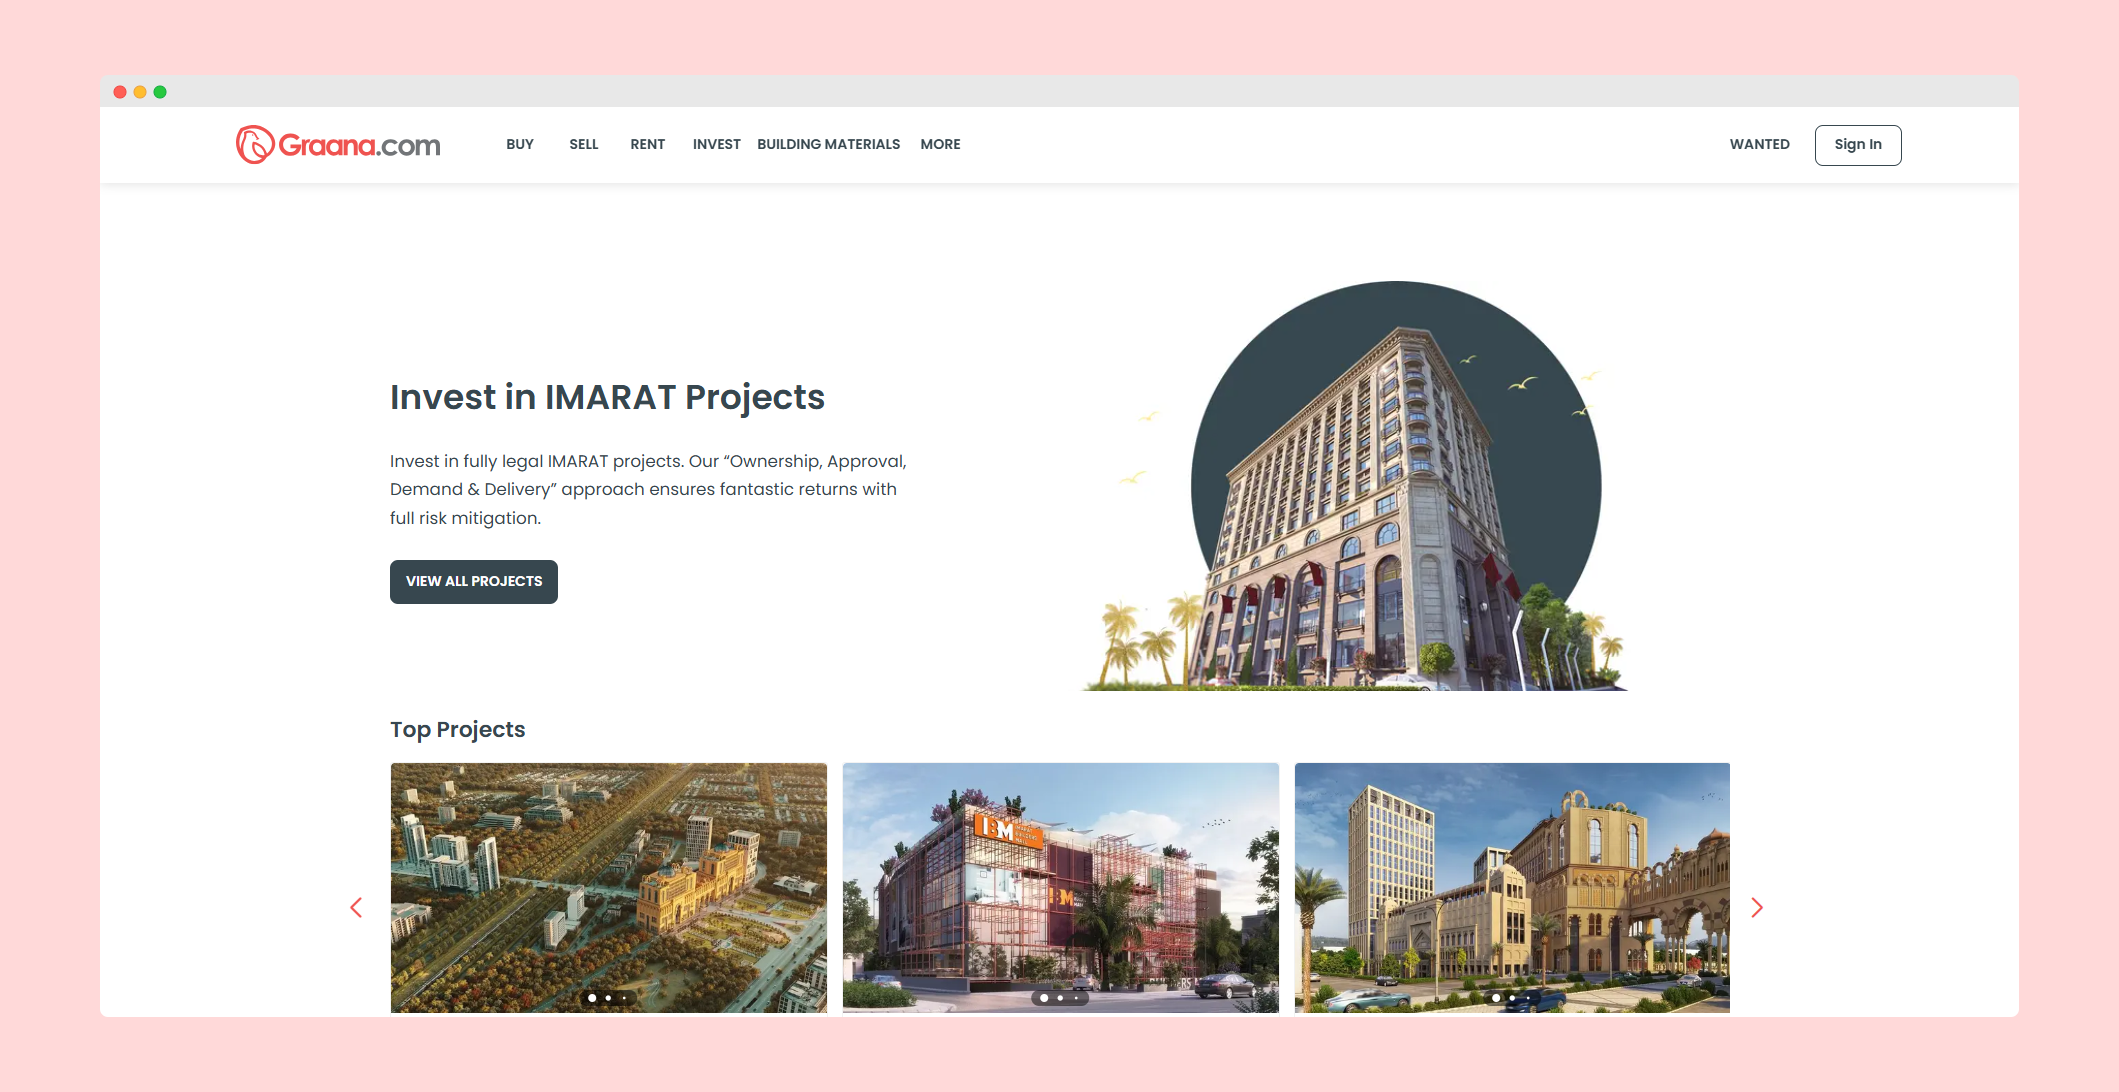 Graana.com
BUY SELL RENT INVEST BUILDING MATERIALS MORE
WANTED Sign In
Invest in IMARAT Projects
Invest in fully legal IMARAT projects. Our “Ownership, Approval,
Demand & Delivery” approach ensures fantastic returns with
full risk mitigation.
VIEW ALL PROJECTS
Top Projects
IBM